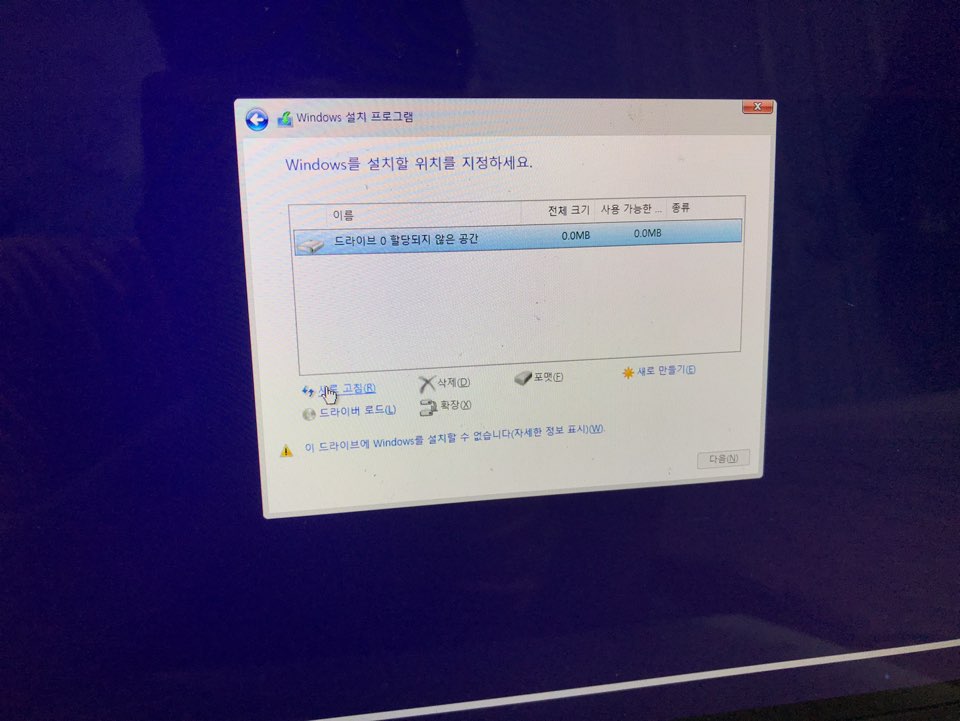 Windows 설치 프로그램
Windows를 설치할 위치를 지정하세요.
이름 전체 크기 사용 가능한 ... 종류
드라이브 0 할당되지 않은 공간 0.0MB 0.0MB
새로 고침(R) 삭제(D) 포맷(F) 새로 만들기(E)
드라이버 로드(L) 확장(X)
이 드라이브에 Windows를 설치할 수 없습니다(자세한 정보 표시)(W).
다음(N)